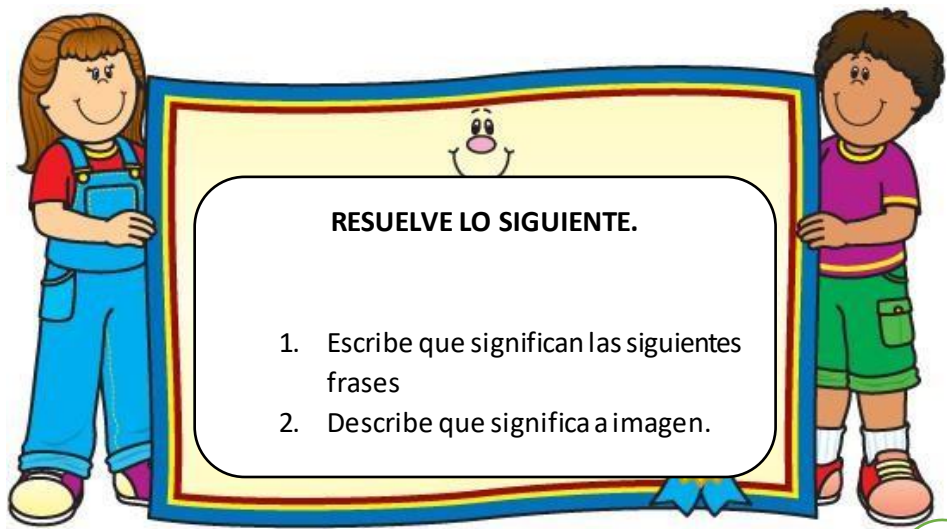 RESUELVE LO SIGUIENTE.
1. Escribe que significan las siguientes
frases
2. Describe que significa a imagen.